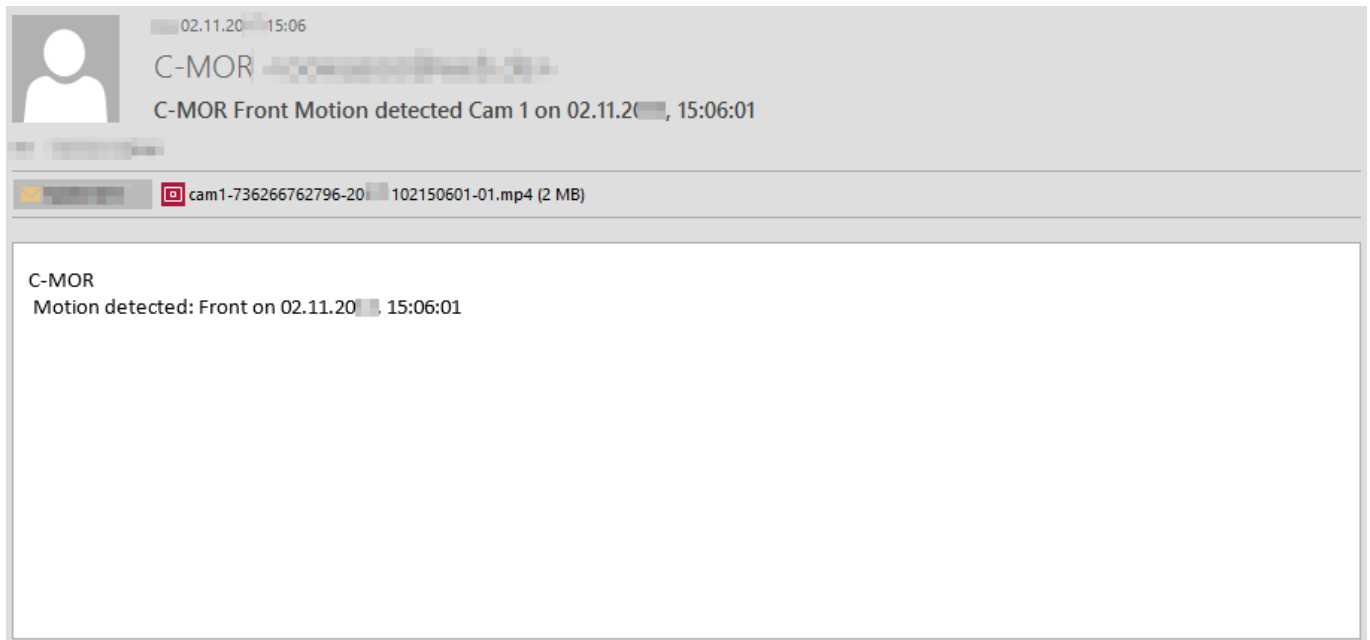 02.11.20 15:06
C-MOR
C-MOR Front Motion detected Cam 1 on 02.11.2 , 15:06:01
cam1-736266762796-20 102150601-01.mp4 (2 MB)
C-MOR
Motion detected: Front on 02.11.20 , 15:06:01